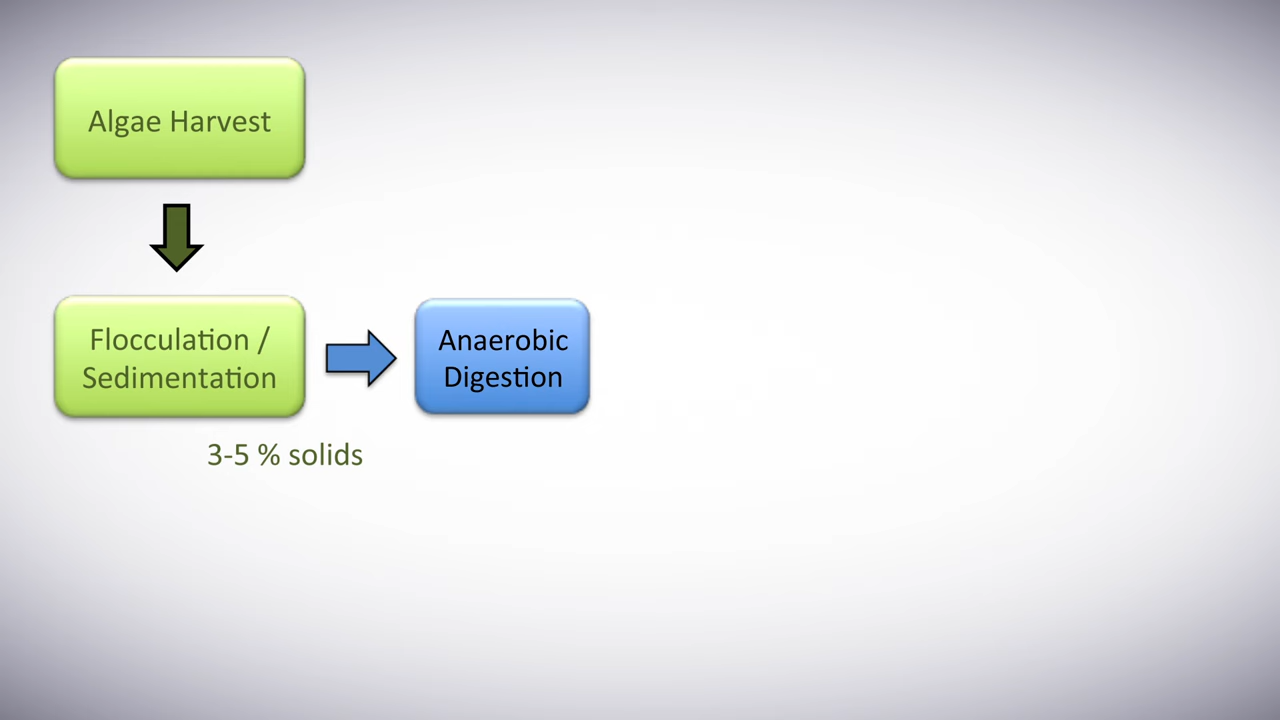 Algae Harvest
Flocculation /
Sedimentation
Anaerobic
Digestion
3-5 % solids